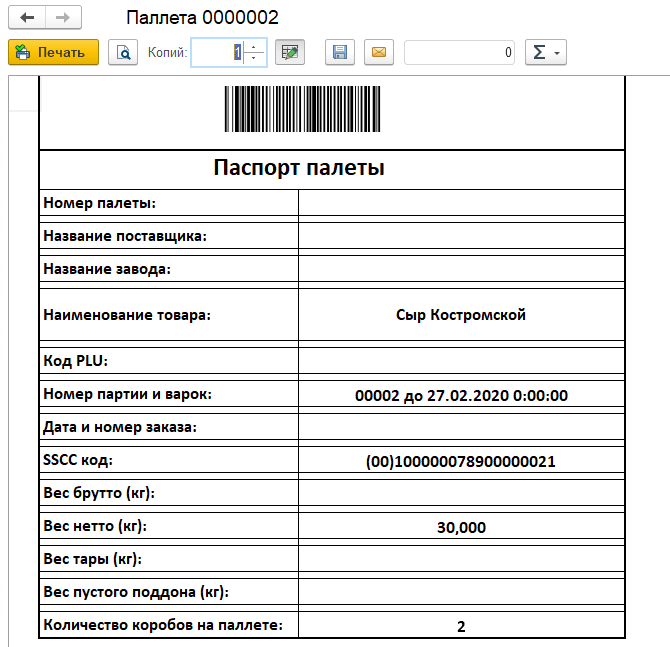 Паллета 0000002
Печать Копий: 1 0 Σ
Паспорт палеты
Номер палеты:
Название поставщика:
Название завода:
Наименование товара: Сыр Костромской
Код PLU:
Номер партии и варок: 00002 до 27.02.2020 0:00:00
Дата и номер заказа:
SSCC код: (00)100000078900000021
Вес брутто (кг):
Вес нетто (кг): 30,000
Вес тары (кг):
Вес пустого поддона (кг):
Количество коробов на паллете: 2